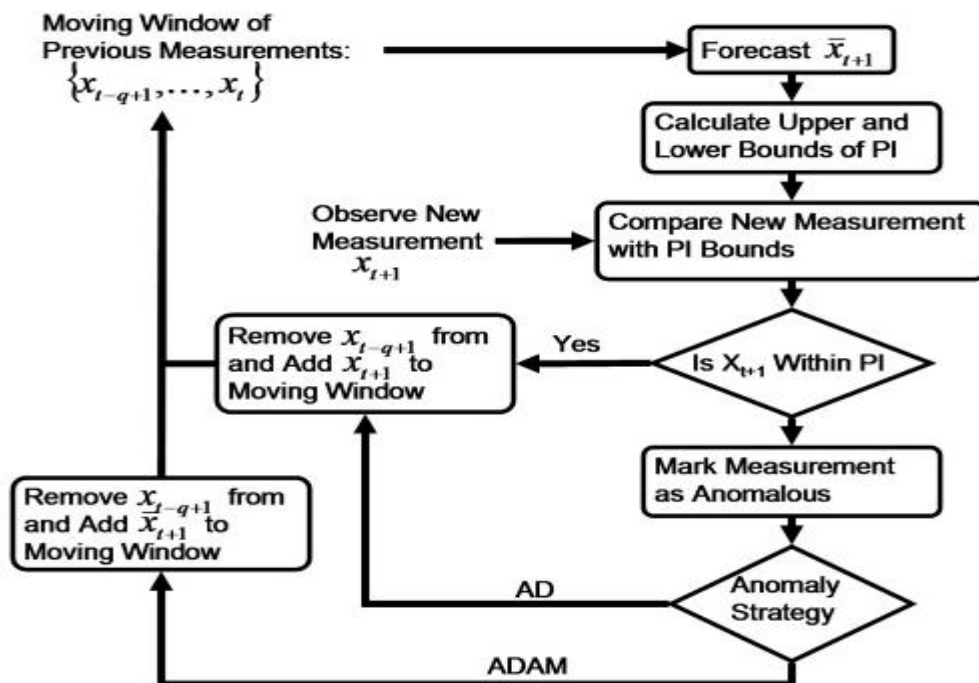 Moving Window of
Previous Measurements:
{x_{t-q+1},...,x_t}
Forecast x̄_{t+1}
Calculate Upper and
Lower Bounds of PI
Observe New
Measurement
x_{t+1}
Compare New Measurement
with PI Bounds
Is X_{t+1} Within PI
Yes
Remove x_{t-q+1} from
and Add x_{t+1} to
Moving Window
Mark Measurement
as Anomalous
Remove x_{t-q+1} from
and Add x̄_{t+1} to
Moving Window
Anomaly
Strategy
AD
ADAM